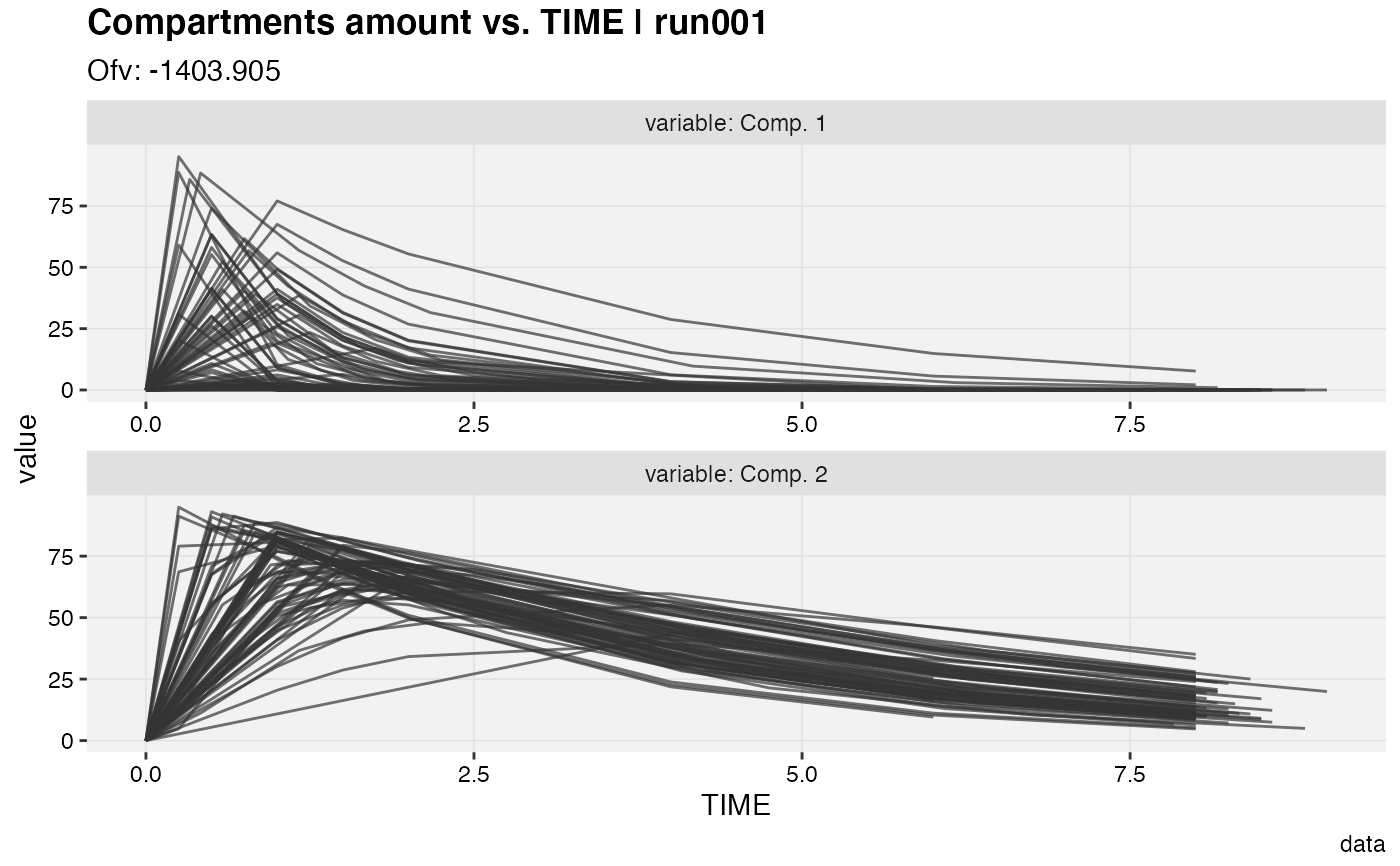 Compartments amount vs. TIME | run001
Ofv: -1403.905
variable: Comp. 1
75
50
25
0
0.0 2.5 5.0 7.5
value
variable: Comp. 2
75
50
25
0
0.0 2.5 5.0 7.5
TIME
data